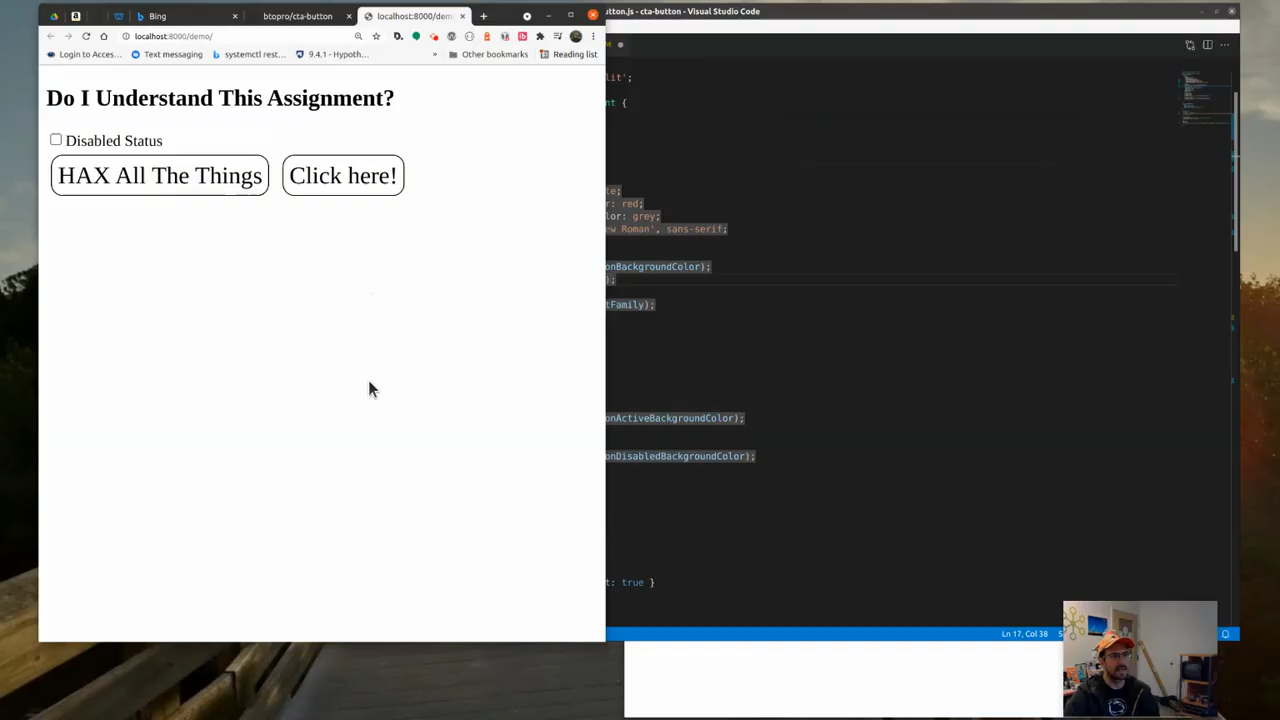 Bing
btopro/cta-button
localhost:8000/dem
utton.js - cta-button - Visual Studio Code
localhost:8000/demo/
Login to Acces...
Text messaging
systemctl rest...
9.4.1 - Hypoth...
»
Other bookmarks
Reading list
lit';
nt {
Do I Understand This Assignment?
Disabled Status
HAX All The Things
Click here!
te;
r: red;
lor: grey;
ew Roman', sans-serif;
onBackgroundColor);
);
tFamily);
onActiveBackgroundColor);
onDisabledBackgroundColor);
t: true }
Ln 17, Col 38